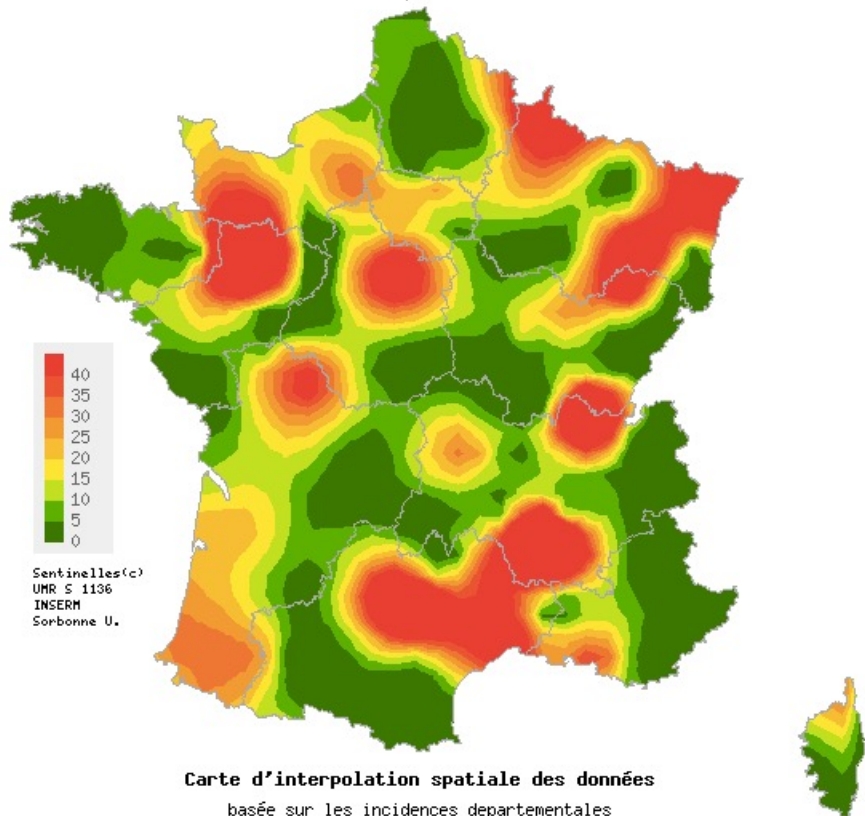 40
35
30
25
20
15
10
5
0
Sentinelles(c)
UMR S 1136
INSERM
Sorbonne U.
Carte d'interpolation spatiale des données
basée sur les incidences departementales